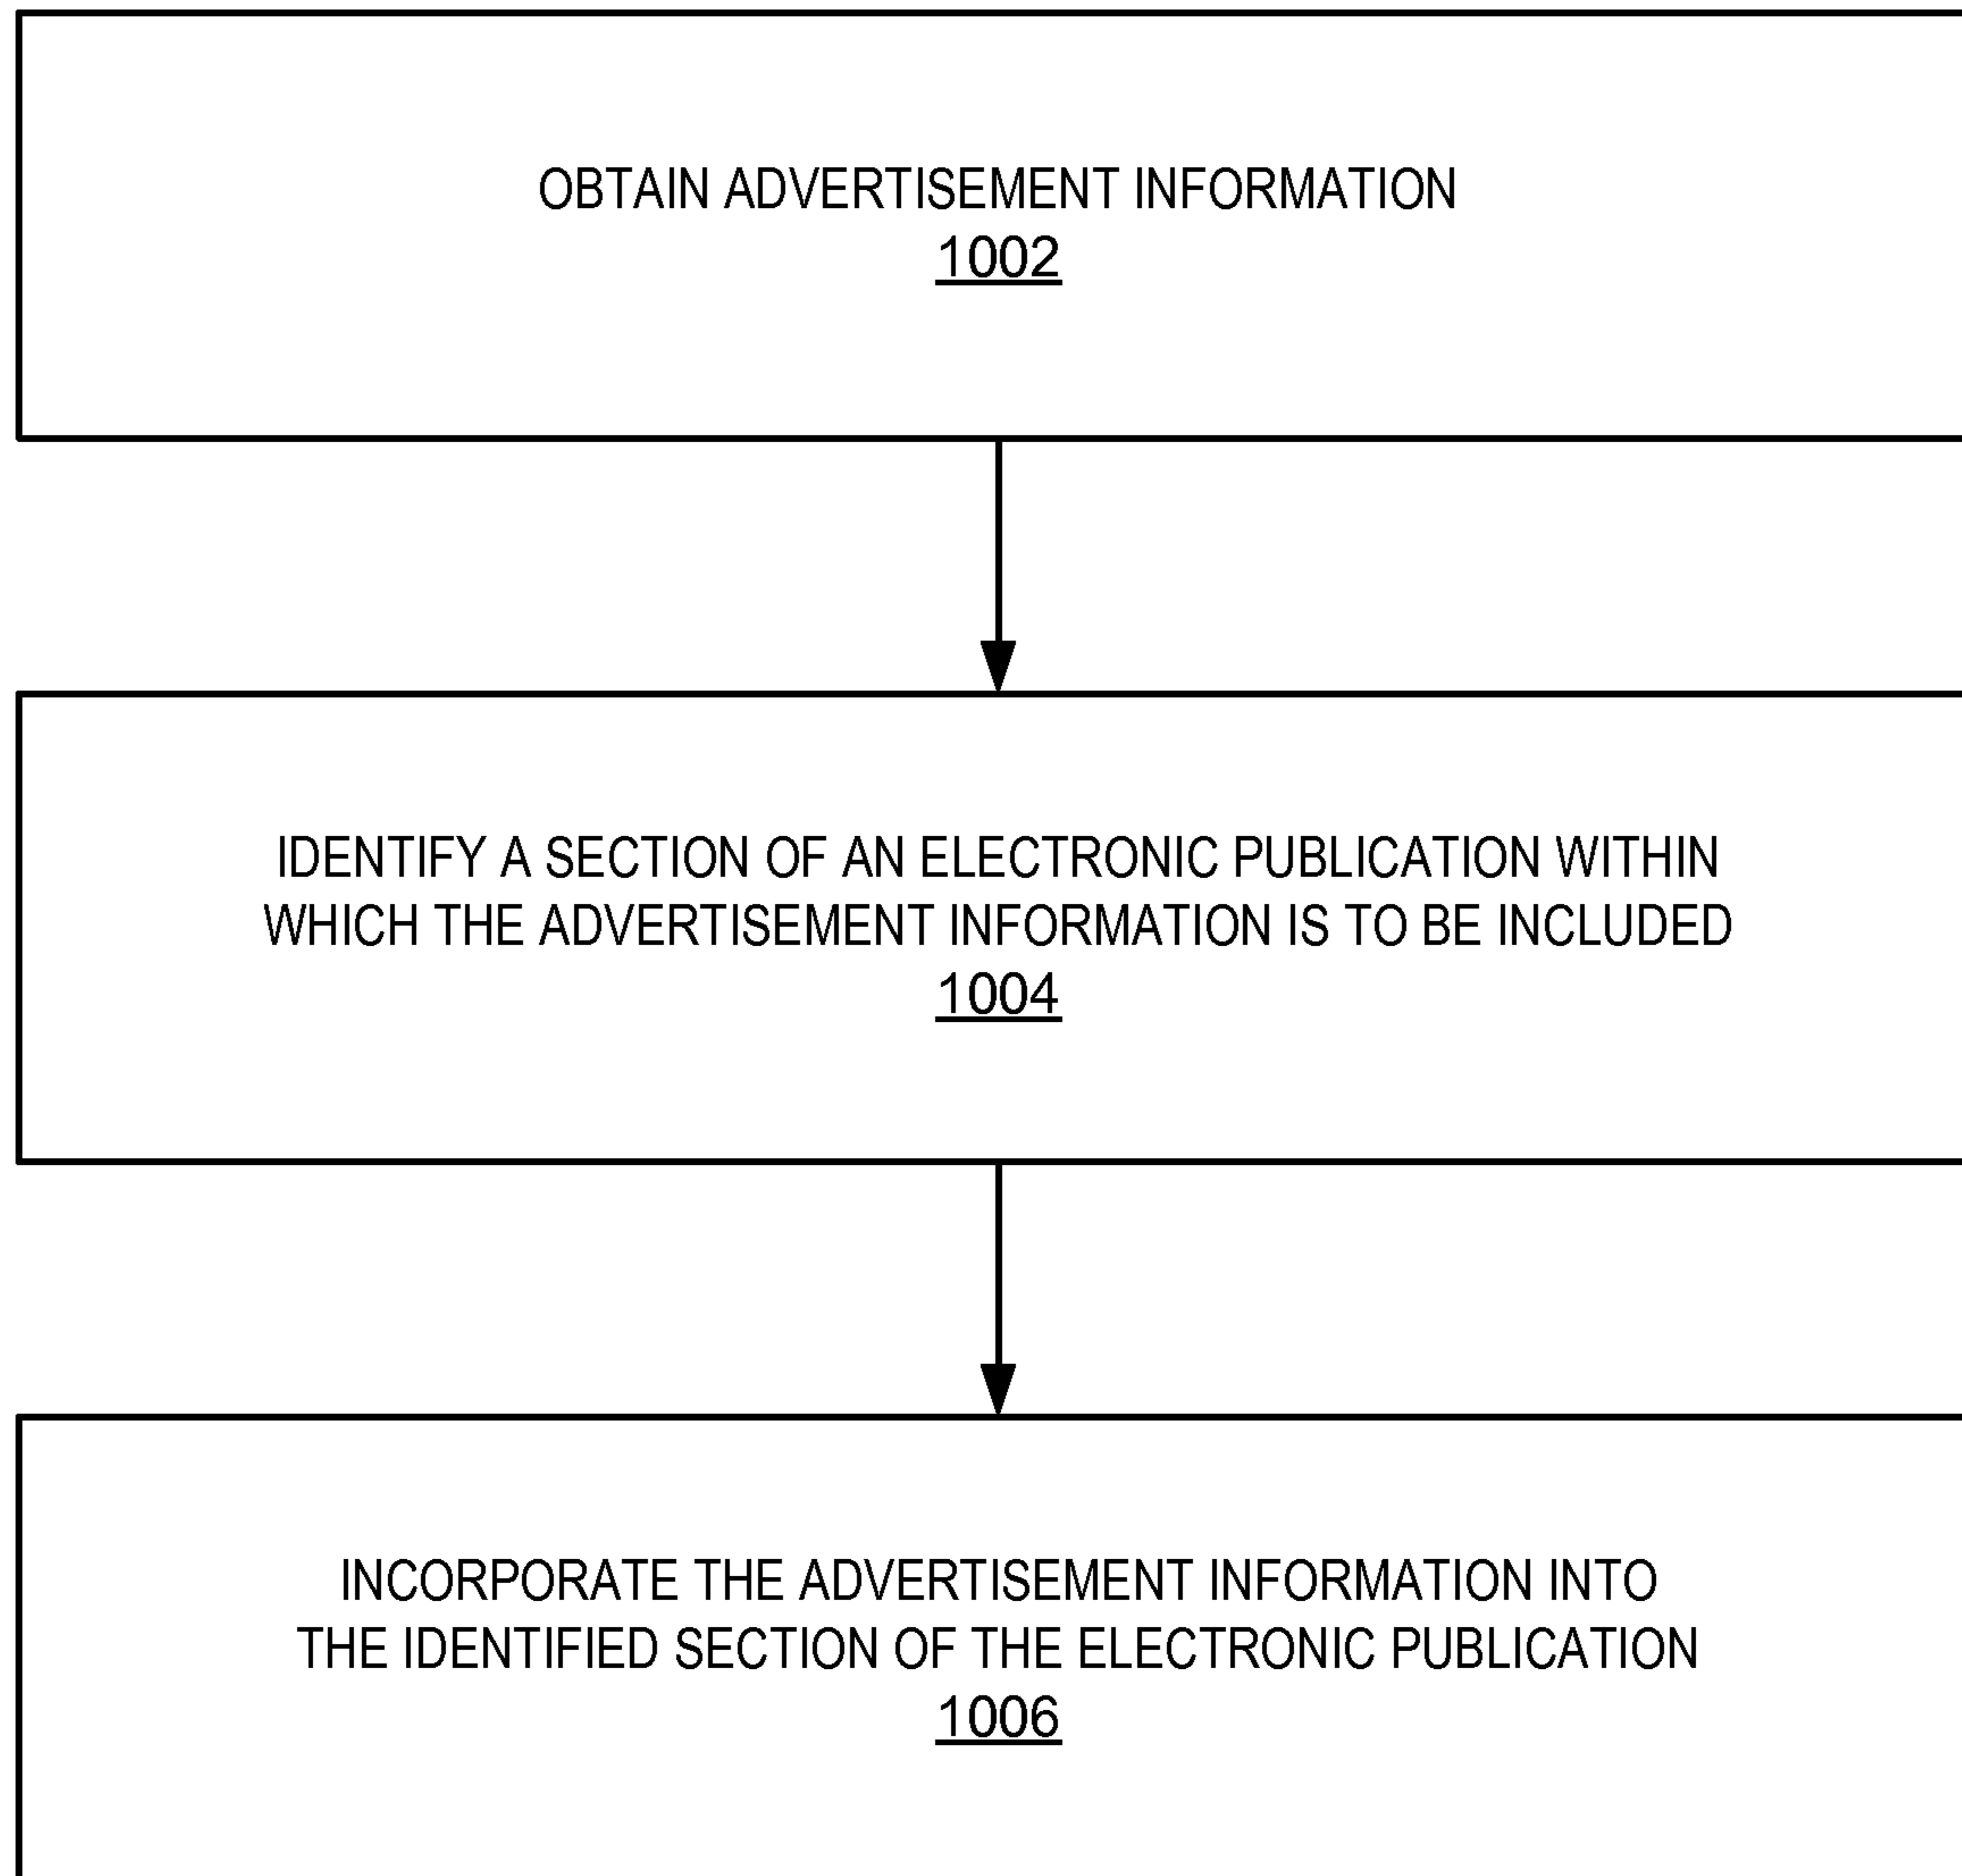 OBTAIN ADVERTISEMENT INFORMATION
1002
IDENTIFY A SECTION OF AN ELECTRONIC PUBLICATION WITHIN
WHICH THE ADVERTISEMENT INFORMATION IS TO BE INCLUDED
1004
INCORPORATE THE ADVERTISEMENT INFORMATION INTO
THE IDENTIFIED SECTION OF THE ELECTRONIC PUBLICATION
1006